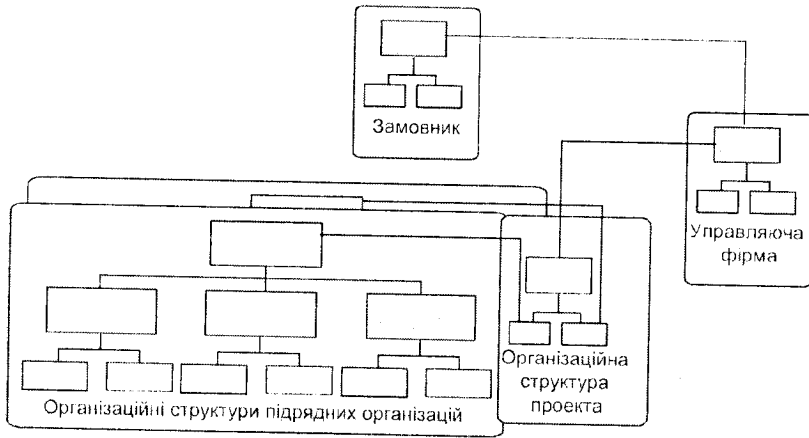 Замовник
Управляюча
фірма
Організаційна
структура
проекта
Організаційні структури підрядних організацій